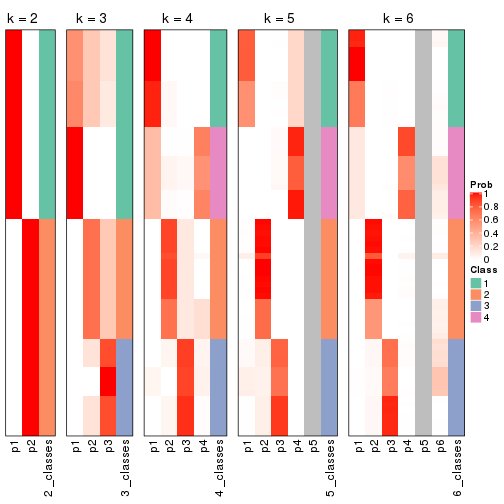 k = 2
k = 3
k = 4
k = 5
k = 6
Prob
1
0.8
0.6
0.4
0.2
0
Class
1
2
3
4
p1
p2
2_classes
p1
p2
p3
3_classes
p1
p2
p3
p4
4_classes
p1
p2
p3
p4
p5
5_classes
p1
p2
p3
p4
p5
p6
6_classes